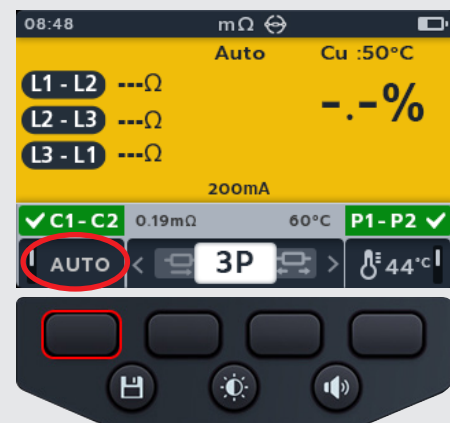 08:48 mΩ
Auto Cu :50°C
L1 - L2 ---Ω
-.-%
L2 - L3 ---Ω
L3 - L1 ---Ω
200mA
✓ C1 - C2 0.19mΩ 60°C P1 - P2 ✓
AUTO < 3P > 44°C